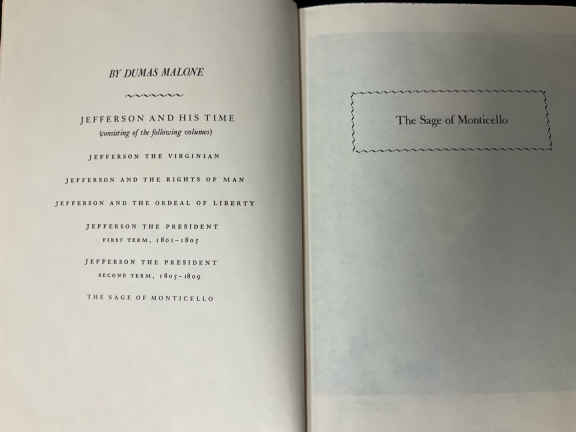 BY DUMAS MALONE
JEFFERSON AND HIS TIME
(consisting of the following volumes)
JEFFERSON THE VIRGINIAN
JEFFERSON AND THE RIGHTS OF MAN
JEFFERSON AND THE ORDEAL OF LIBERTY
JEFFERSON THE PRESIDENT
FIRST TERM, 1801–1805
JEFFERSON THE PRESIDENT
SECOND TERM, 1805–1809
THE SAGE OF MONTICELLO
The Sage of Monticello